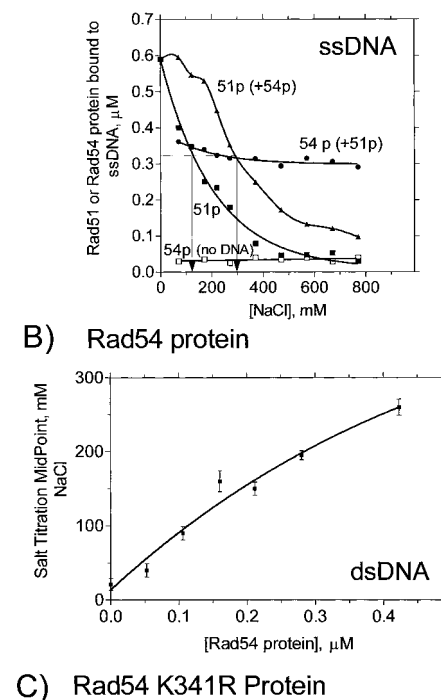 ssDNA
Rad51 or Rad54 protein bound to
ssDNA, μM
0.7
0.6
0.5
0.4
0.3
0.2
0.1
0.0
51p (+54p)
54 p (+51p)
51p
54p (no DNA)
0 200 400 600 800 1000
[NaCl], mM
B) Rad54 protein
Salt Titration MidPoint, mM
NaCl
300
200
100
0
dsDNA
0.0 0.1 0.2 0.3 0.4
[Rad54 protein], μM
C) Rad54 K341R Protein